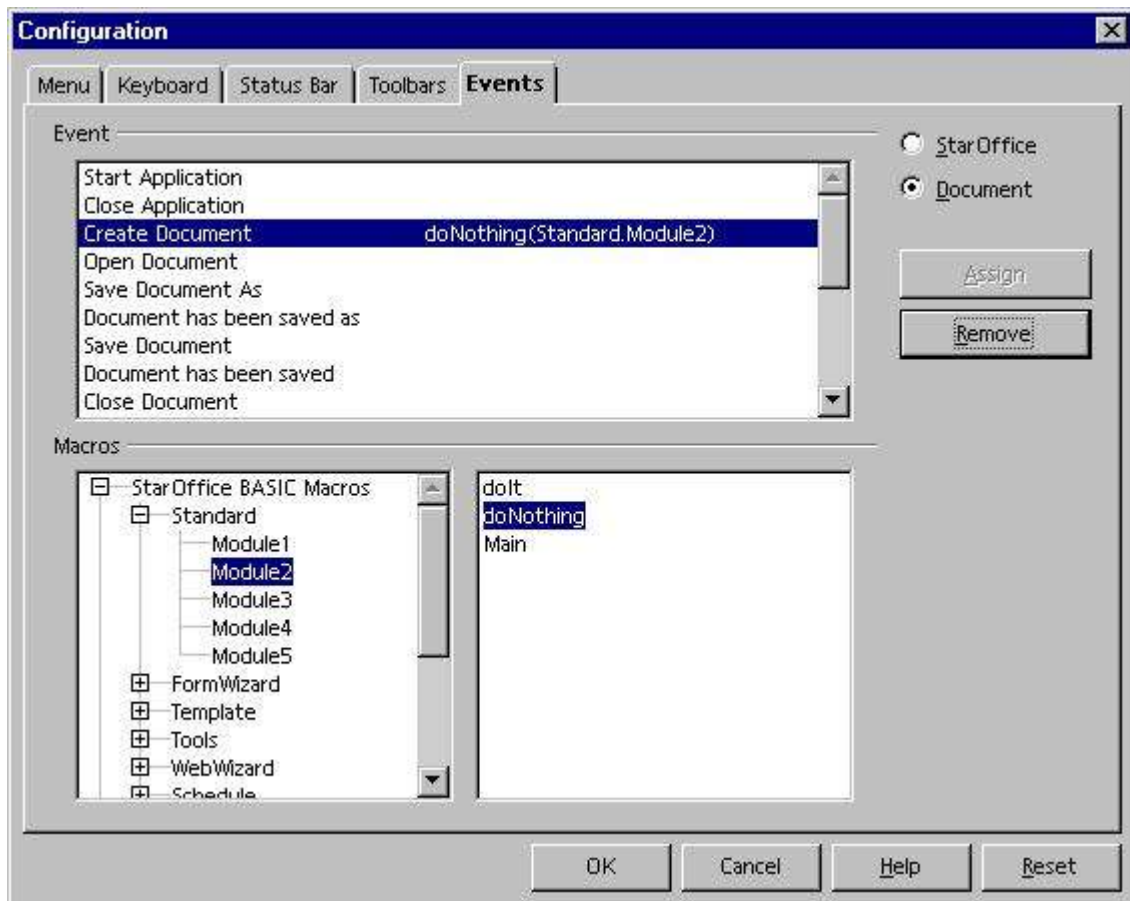 Configuration
Menu Keyboard Status Bar Toolbars Events
Event
StarOffice
Document
Start Application
Close Application
Create Document doNothing(Standard.Module2)
Open Document
Save Document As
Document has been saved as
Save Document
Document has been saved
Close Document
Assign
Remove
Macros
StarOffice BASIC Macros
Standard
Module1
Module2
Module3
Module4
Module5
FormWizard
Template
Tools
WebWizard
Schedule
doIt
doNothing
Main
OK Cancel Help Reset